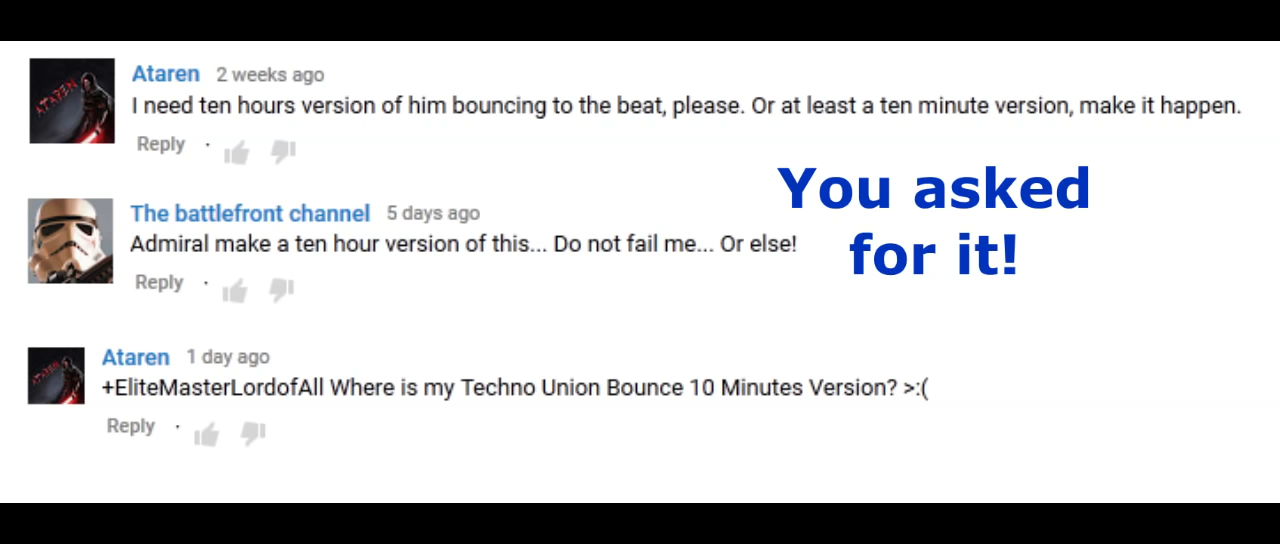 Ataren 2 weeks ago
I need ten hours version of him bouncing to the beat, please. Or at least a ten minute version, make it happen.
Reply ·
The battlefront channel 5 days ago
Admiral make a ten hour version of this... Do not fail me... Or else!
Reply ·
You asked
for it!
Ataren 1 day ago
+EliteMasterLordofAll Where is my Techno Union Bounce 10 Minutes Version? >:(
Reply ·
ATAREN
ATAREN